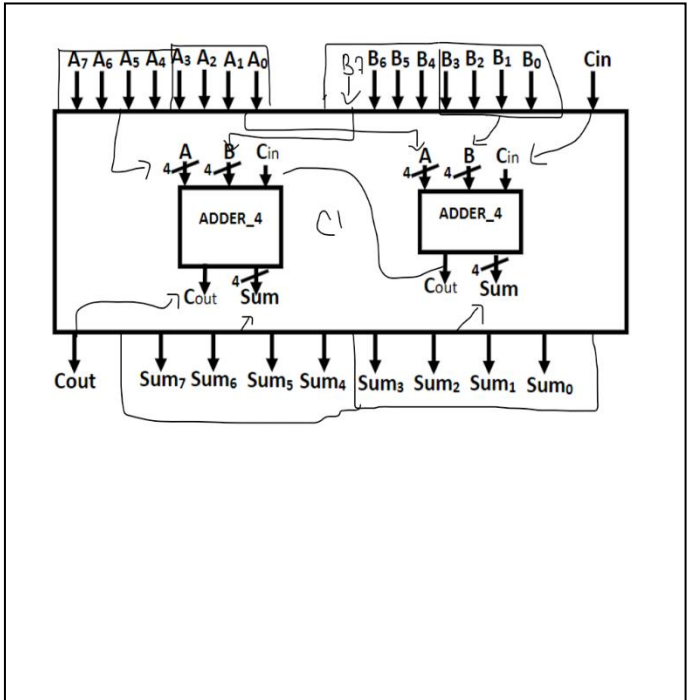 A7 A6 A5 A4 A3 A2 A1 A0 B7 B6 B5 B4 B3 B2 B1 B0 Cin
A B Cin A B Cin
4 4 4 4
ADDER_4 C1 ADDER_4
4 4
Cout Sum Cout Sum
Cout Sum7 Sum6 Sum5 Sum4 Sum3 Sum2 Sum1 Sum0